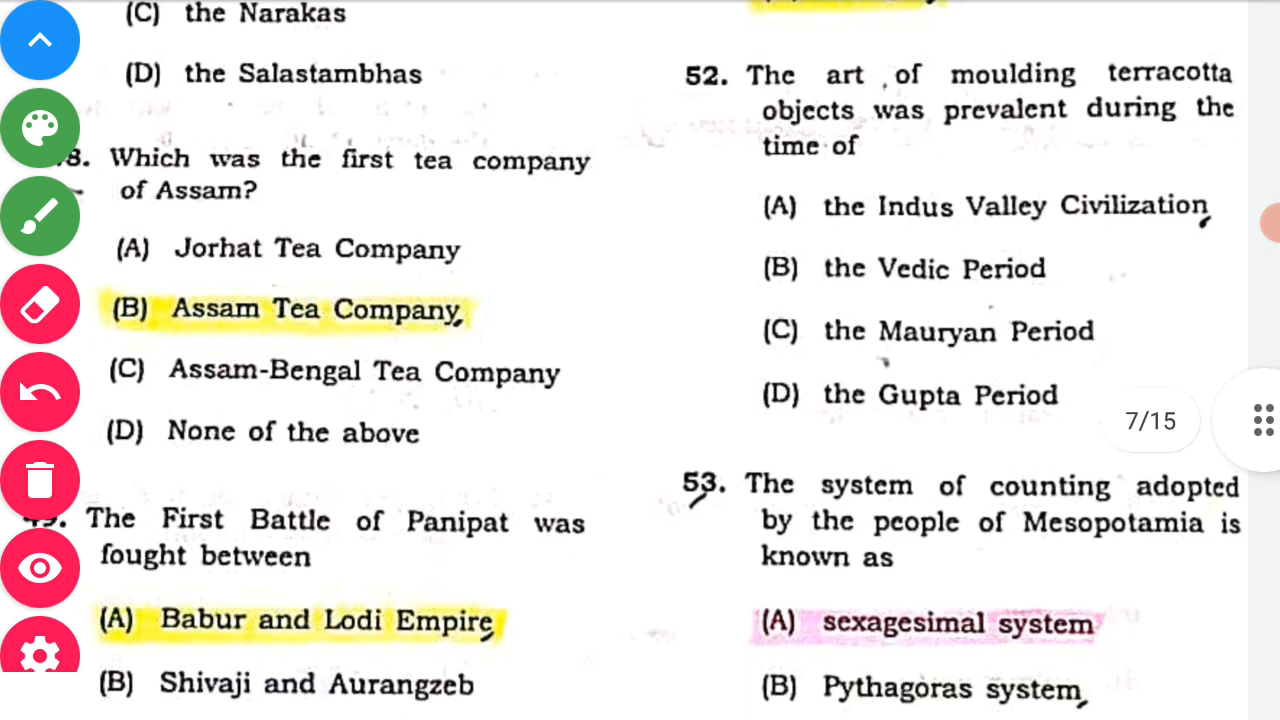 (C) the Narakas
(D) the Salastambhas
8. Which was the first tea company
of Assam?
(A) Jorhat Tea Company
(B) Assam Tea Company
(C) Assam-Bengal Tea Company
(D) None of the above
The First Battle of Panipat was
fought between
(A) Babur and Lodi Empire
(B) Shivaji and Aurangzeb
52. The art of moulding terracotta
objects was prevalent during the
time of
(A) the Indus Valley Civilization
(B) the Vedic Period
(C) the Mauryan Period
(D) the Gupta Period
7/15
53. The system of counting adopted
by the people of Mesopotamia is
known as
(A) sexagesimal system
(B) Pythagoras system